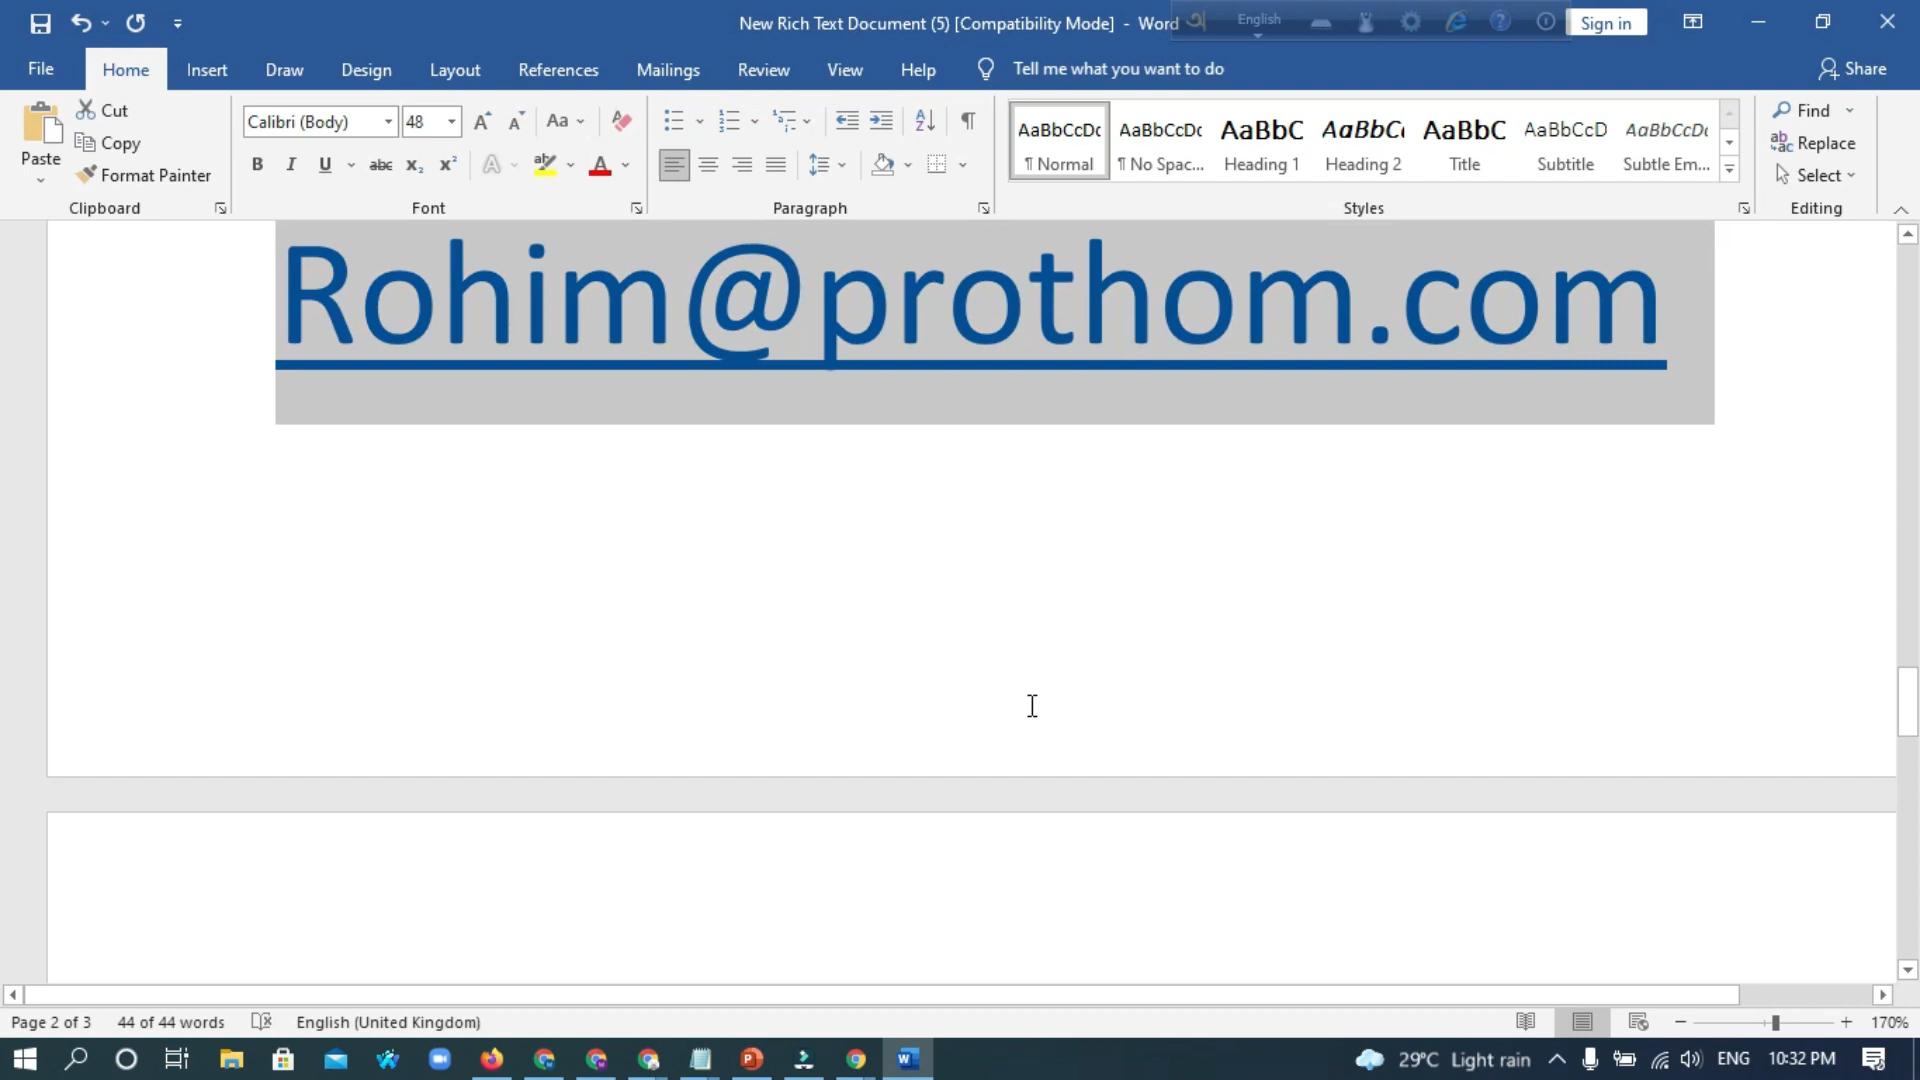 New Rich Text Document (5) [Compatibility Mode] - Word
অ English
Sign in
File Home Insert Draw Design Layout References Mailings Review View Help Tell me what you want to do Share
Paste
Cut
Copy
Format Painter
Clipboard
Calibri (Body) 48
Font
Paragraph
AaBbCcDc AaBbCcDc AaBbC AaBbCc AaBbC AaBbCcD AaBbCcDc
¶ Normal ¶ No Spac... Heading 1 Heading 2 Title Subtitle Subtle Em...
Styles
Find
Replace
Select
Editing
Rohim@prothom.com
Page 2 of 3 44 of 44 words English (United Kingdom) 170%
29°C Light rain ENG 10:32 PM